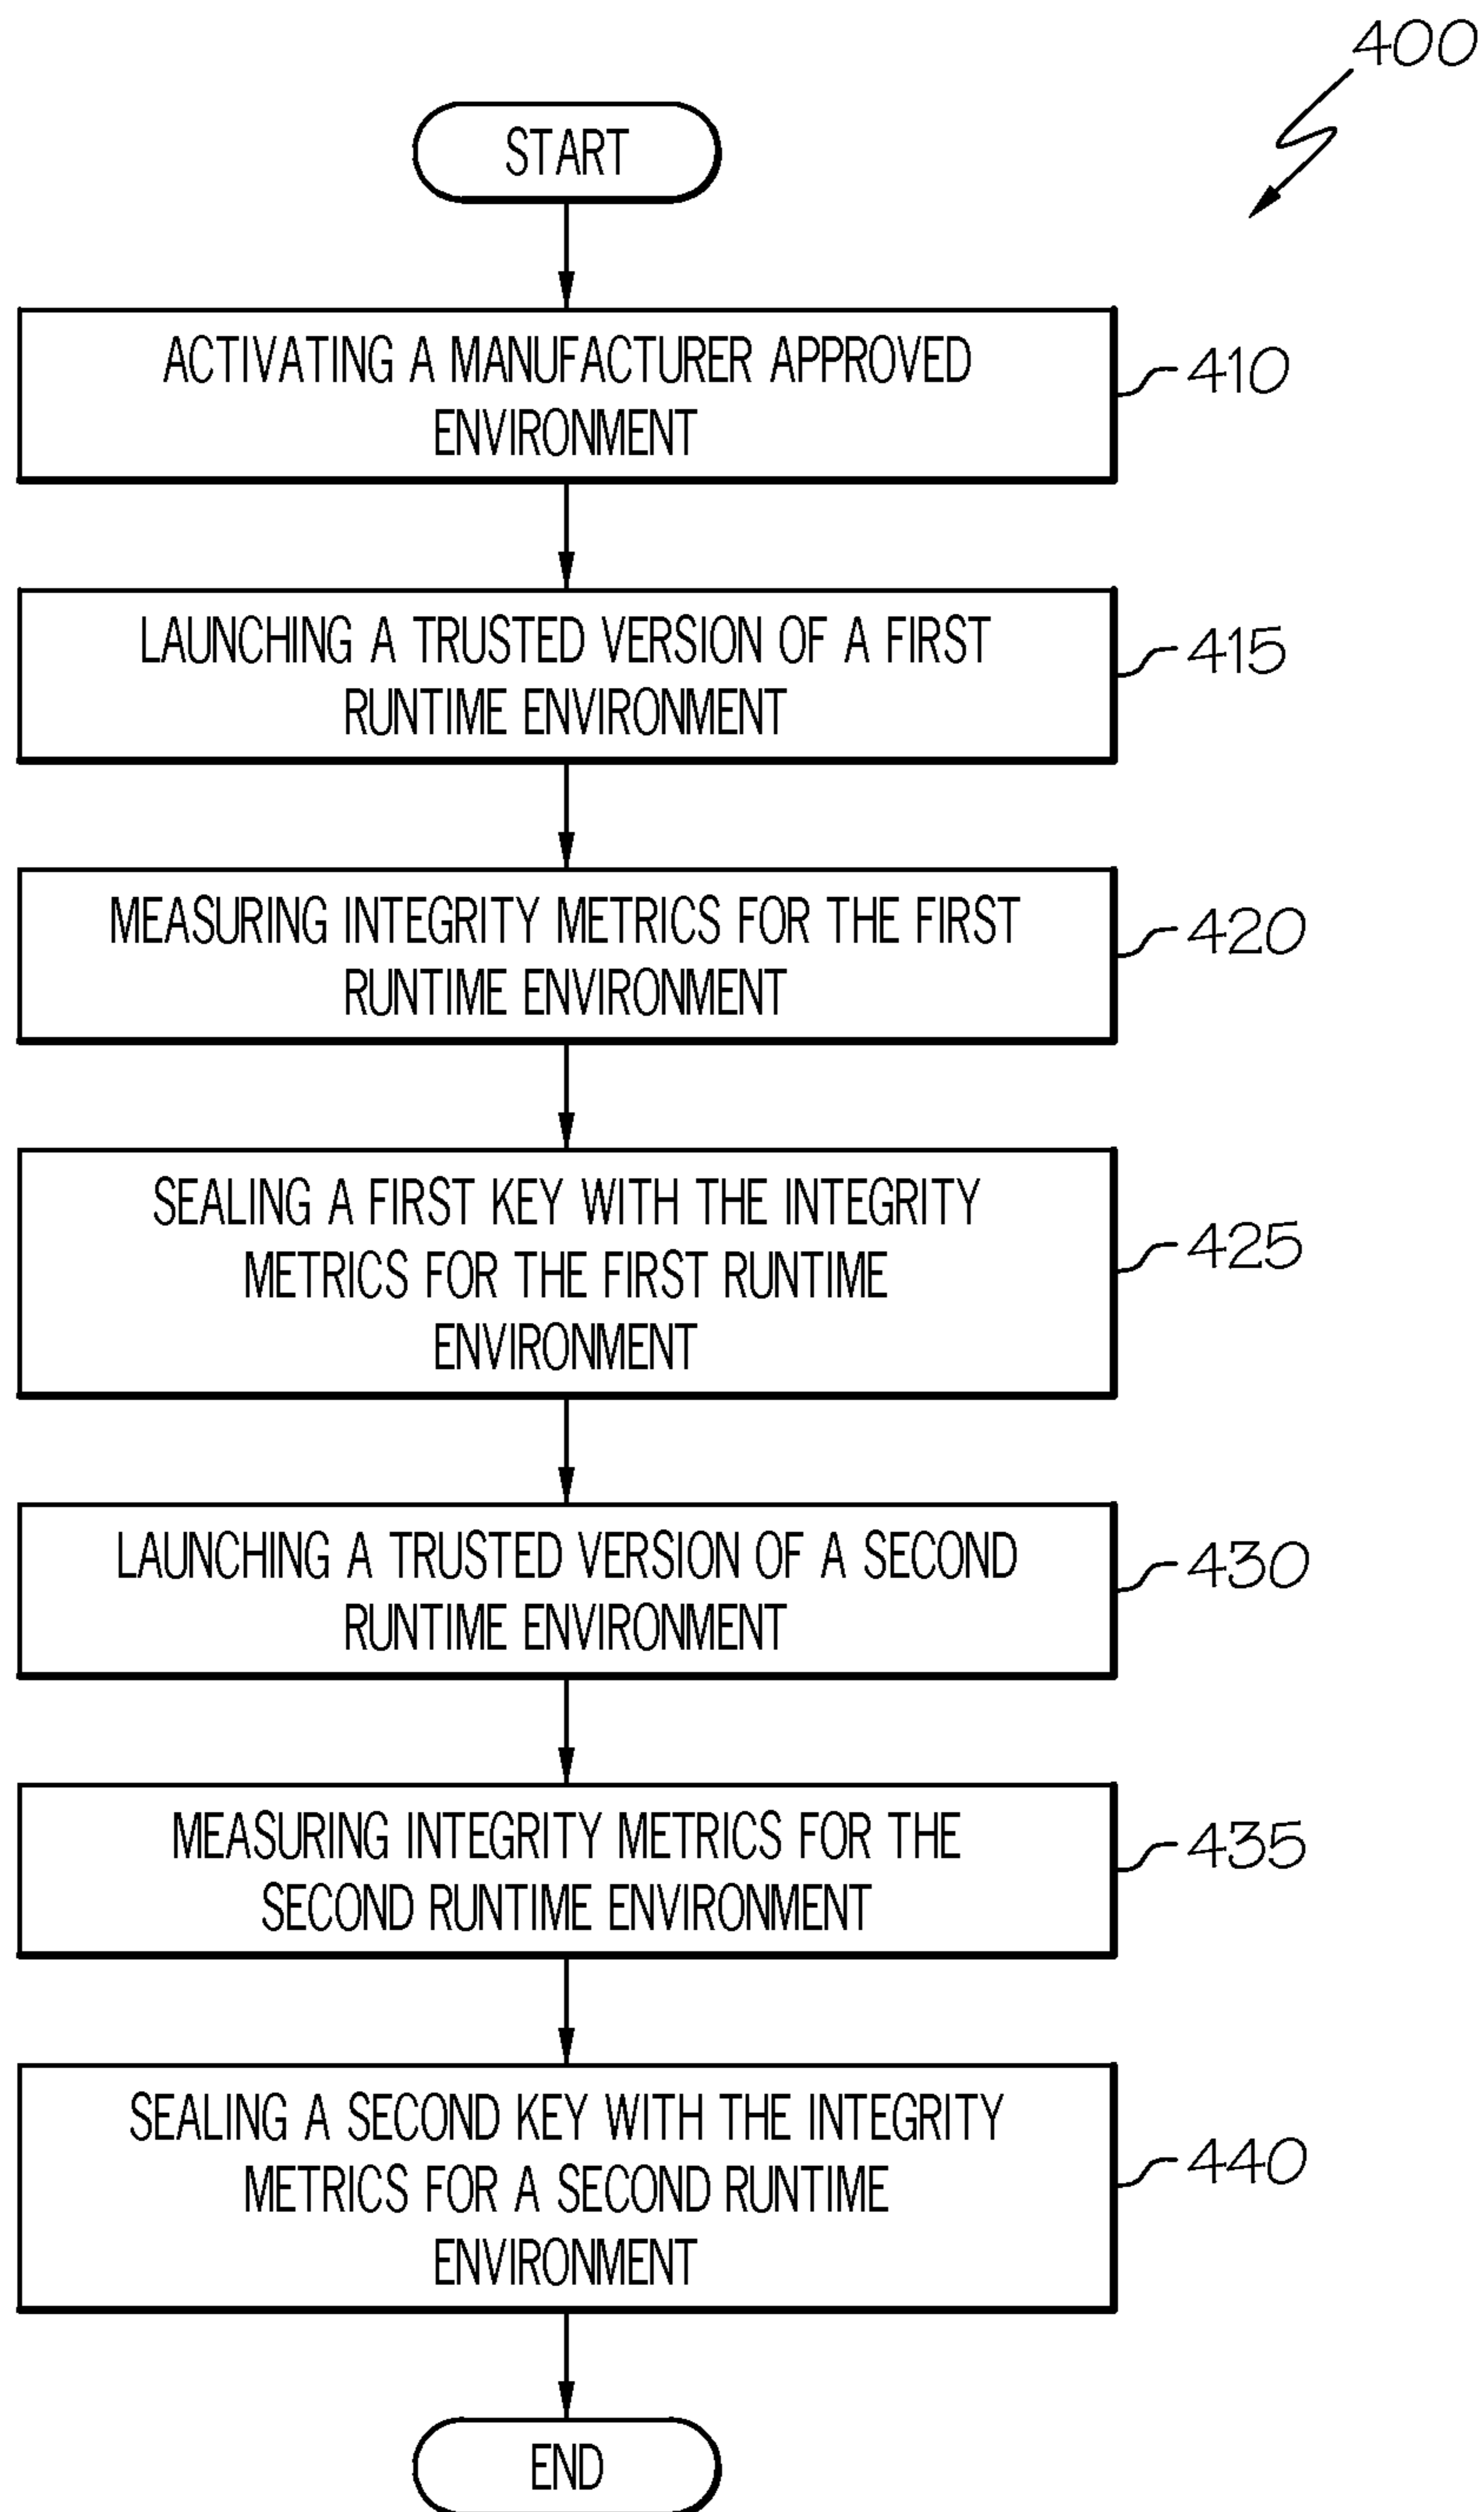 400
START
ACTIVATING A MANUFACTURER APPROVED
ENVIRONMENT
410
LAUNCHING A TRUSTED VERSION OF A FIRST
RUNTIME ENVIRONMENT
415
MEASURING INTEGRITY METRICS FOR THE FIRST
RUNTIME ENVIRONMENT
420
SEALING A FIRST KEY WITH THE INTEGRITY
METRICS FOR THE FIRST RUNTIME
ENVIRONMENT
425
LAUNCHING A TRUSTED VERSION OF A SECOND
RUNTIME ENVIRONMENT
430
MEASURING INTEGRITY METRICS FOR THE
SECOND RUNTIME ENVIRONMENT
435
SEALING A SECOND KEY WITH THE INTEGRITY
METRICS FOR A SECOND RUNTIME
ENVIRONMENT
440
END